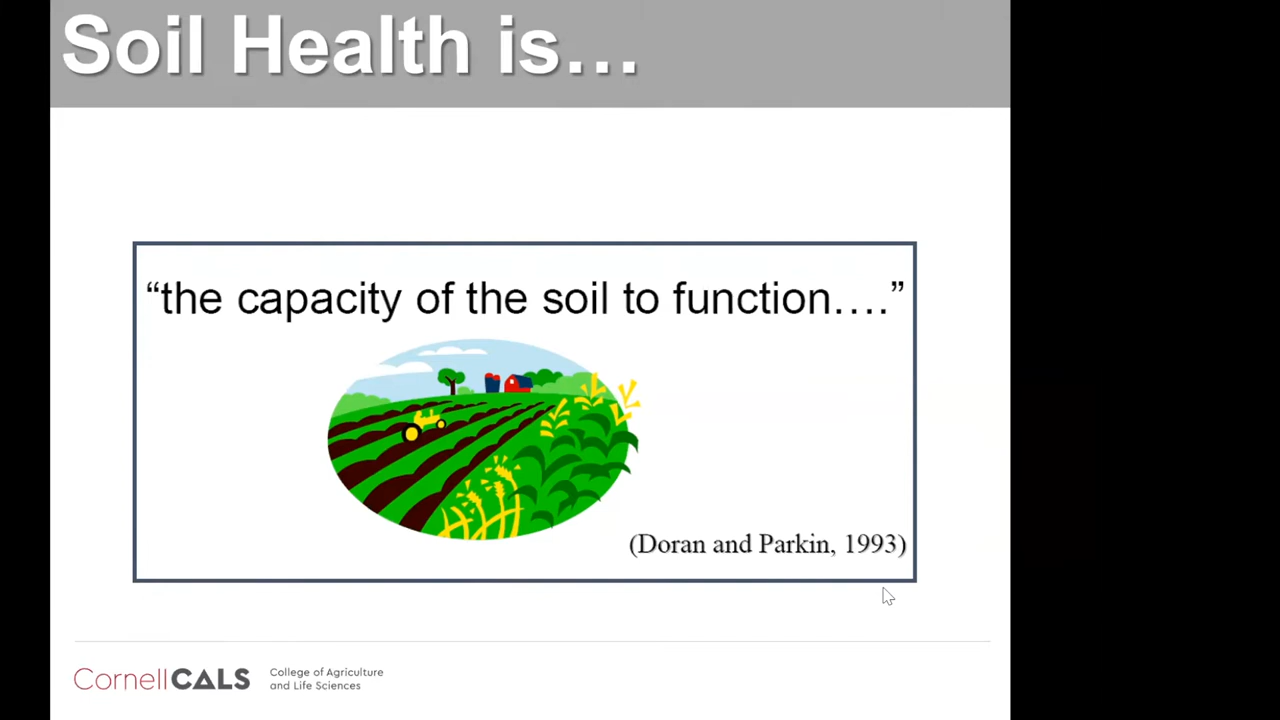 Soil Health is…
“the capacity of the soil to function….”
(Doran and Parkin, 1993)
CornellCALS
College of Agriculture
and Life Sciences